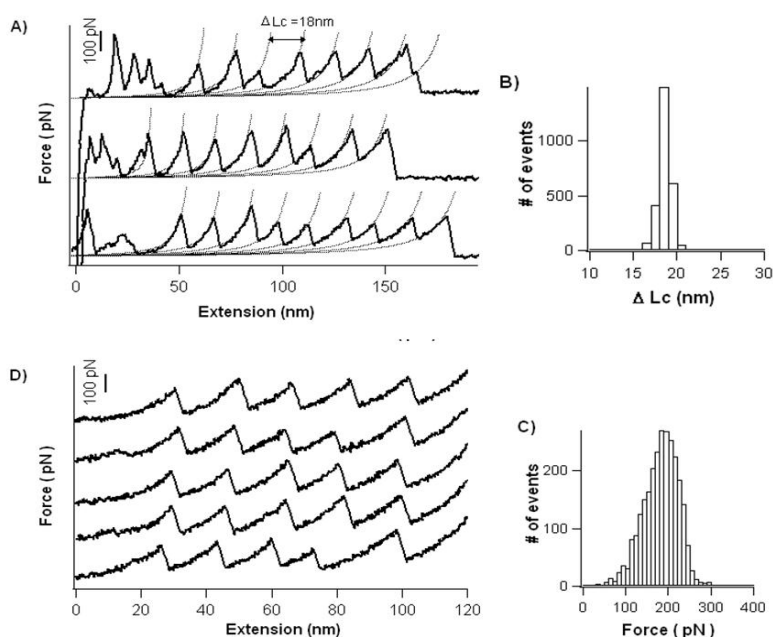 A)
100 pN
Δ Lc =18nm
Force ( pN)
0 50 100 150
Extension (nm)
B)
# of events
1000
500
0
10 15 20 25 30
Δ Lc (nm)
D)
100 pN
Force ( pN)
0 20 40 60 80 100 120
Extension (nm)
C)
# of events
200
100
0
0 100 200 300 400
Force ( pN)